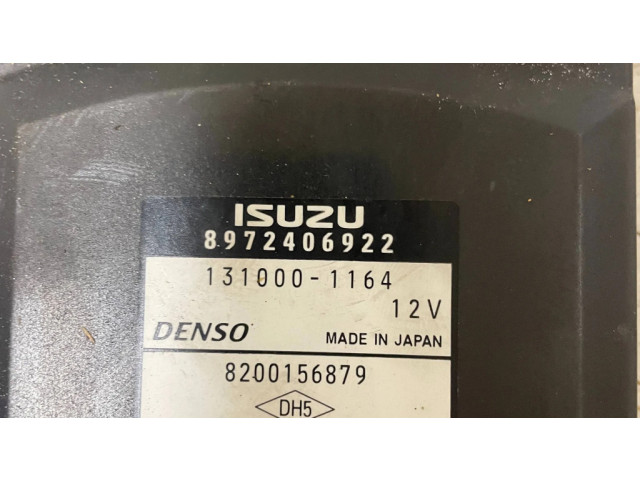 ISUZU
8972406922
131000-1164
12V
DENSO MADE IN JAPAN
8200156879
DH5